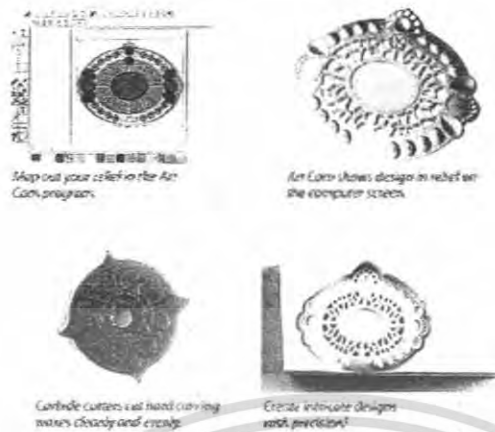 Map out your relief in the Art
Cam program.
Art Cam shows design in relief on
the computer screen.
Carbide cutters cut hard carving
waxes cleanly and evenly.
Create intricate designs
with precision!